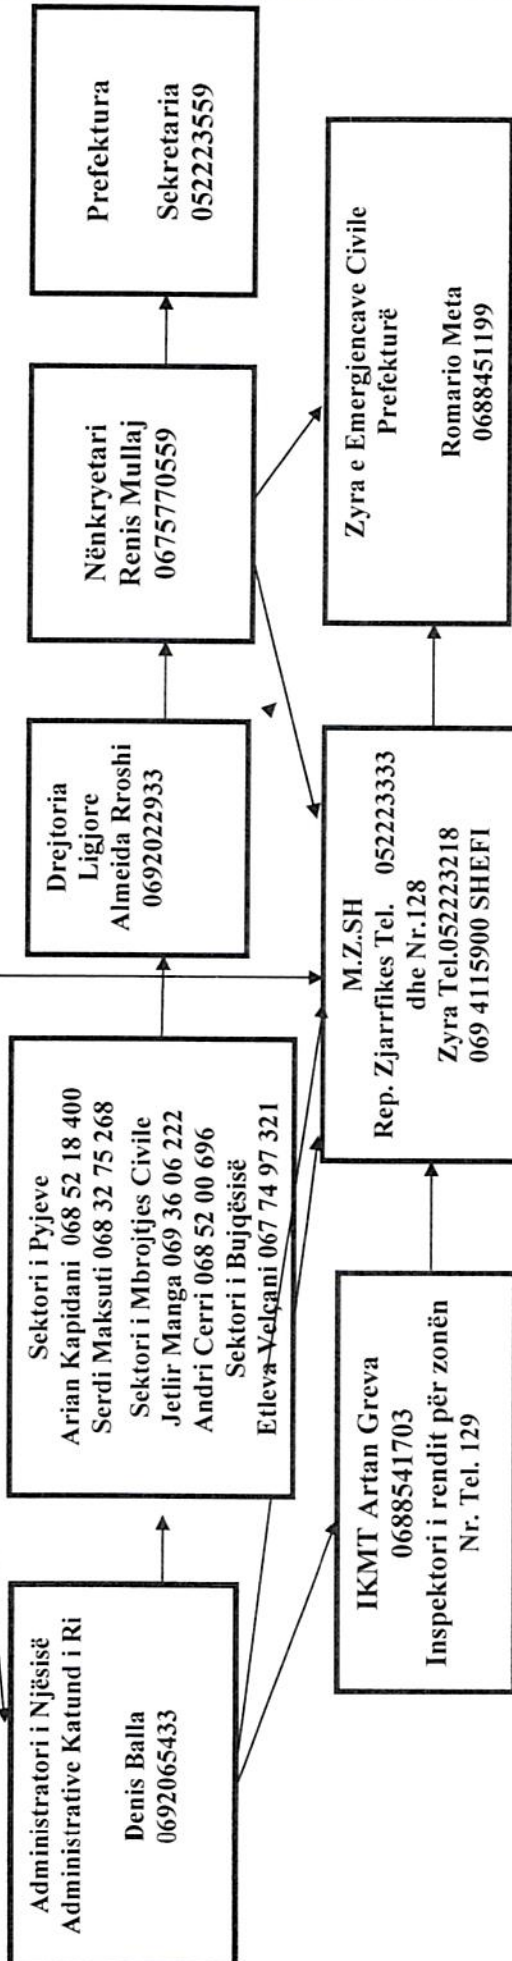 Administratori i Njësisë
Administrative Katund i Ri
Denis Balla
0692065433
Sektori i Pyjeve
Arian Kapidani 068 52 18 400
Serdi Maksuti 068 32 75 268
Sektori i Mbrojtjes Civile
Jetlir Manga 069 36 06 222
Andri Cerri 068 52 00 696
Sektori i Bujqësisë
Etleva Velçani 067 74 97 321
Drejtoria
Ligjore
Almeida Rroshi
0692022933
Nënkryetari
Renis Mullaj
0675770559
Prefektura
Sekretaria
052223559
IKMT Artan Greva
0688541703
Inspektori i rendit për zonën
Nr. Tel. 129
M.Z.SH
Rep. Zjarrfikes Tel. 052223333
dhe Nr.128
Zyra Tel.052223218
069 4115900 SHEFI
Zyra e Emergjencave Civile
Prefekturë
Romario Meta
0688451199